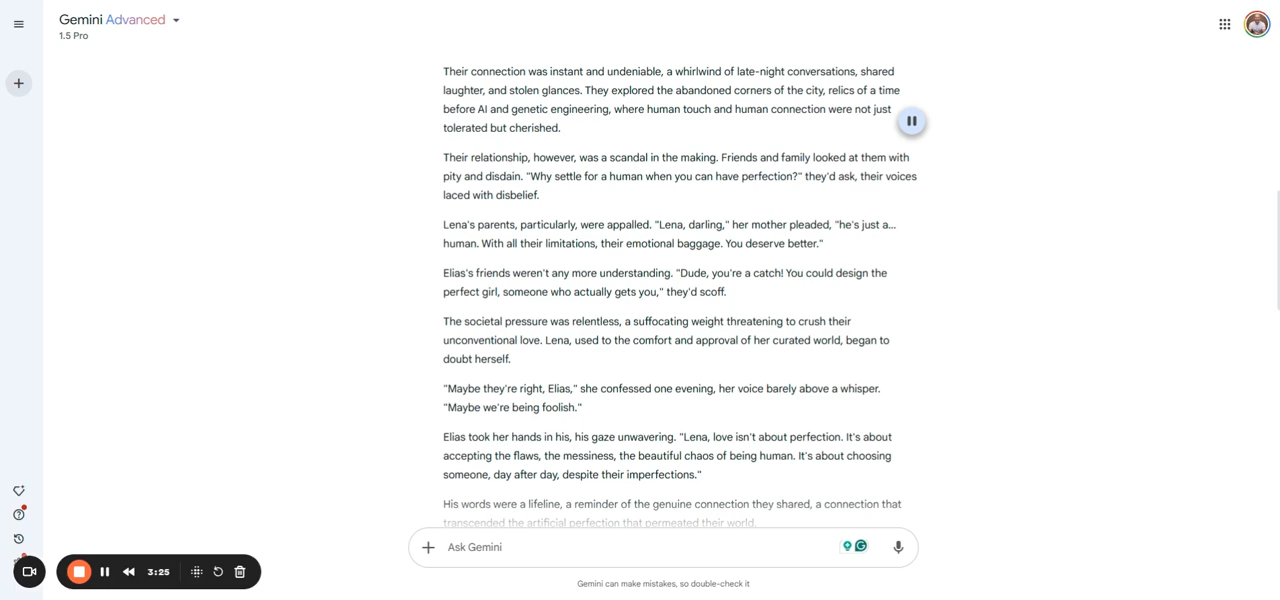 Gemini Advanced
1.5 Pro
Their connection was instant and undeniable, a whirlwind of late-night conversations, shared
laughter, and stolen glances. They explored the abandoned corners of the city, relics of a time
before AI and genetic engineering, where human touch and human connection were not just
tolerated but cherished.
Their relationship, however, was a scandal in the making. Friends and family looked at them with
pity and disdain. "Why settle for a human when you can have perfection?" they'd ask, their voices
laced with disbelief.
Lena's parents, particularly, were appalled. "Lena, darling," her mother pleaded, "he's just a...
human. With all their limitations, their emotional baggage. You deserve better."
Elias's friends weren't any more understanding. "Dude, you're a catch! You could design the
perfect girl, someone who actually gets you," they'd scoff.
The societal pressure was relentless, a suffocating weight threatening to crush their
unconventional love. Lena, used to the comfort and approval of her curated world, began to
doubt herself.
"Maybe they're right, Elias," she confessed one evening, her voice barely above a whisper.
"Maybe we're being foolish."
Elias took her hands in his, his gaze unwavering. "Lena, love isn't about perfection. It's about
accepting the flaws, the messiness, the beautiful chaos of being human. It's about choosing
someone, day after day, despite their imperfections."
His words were a lifeline, a reminder of the genuine connection they shared, a connection that
transcended the artificial perfection that permeated their world.
Ask Gemini
3:25
Gemini can make mistakes, so double-check it